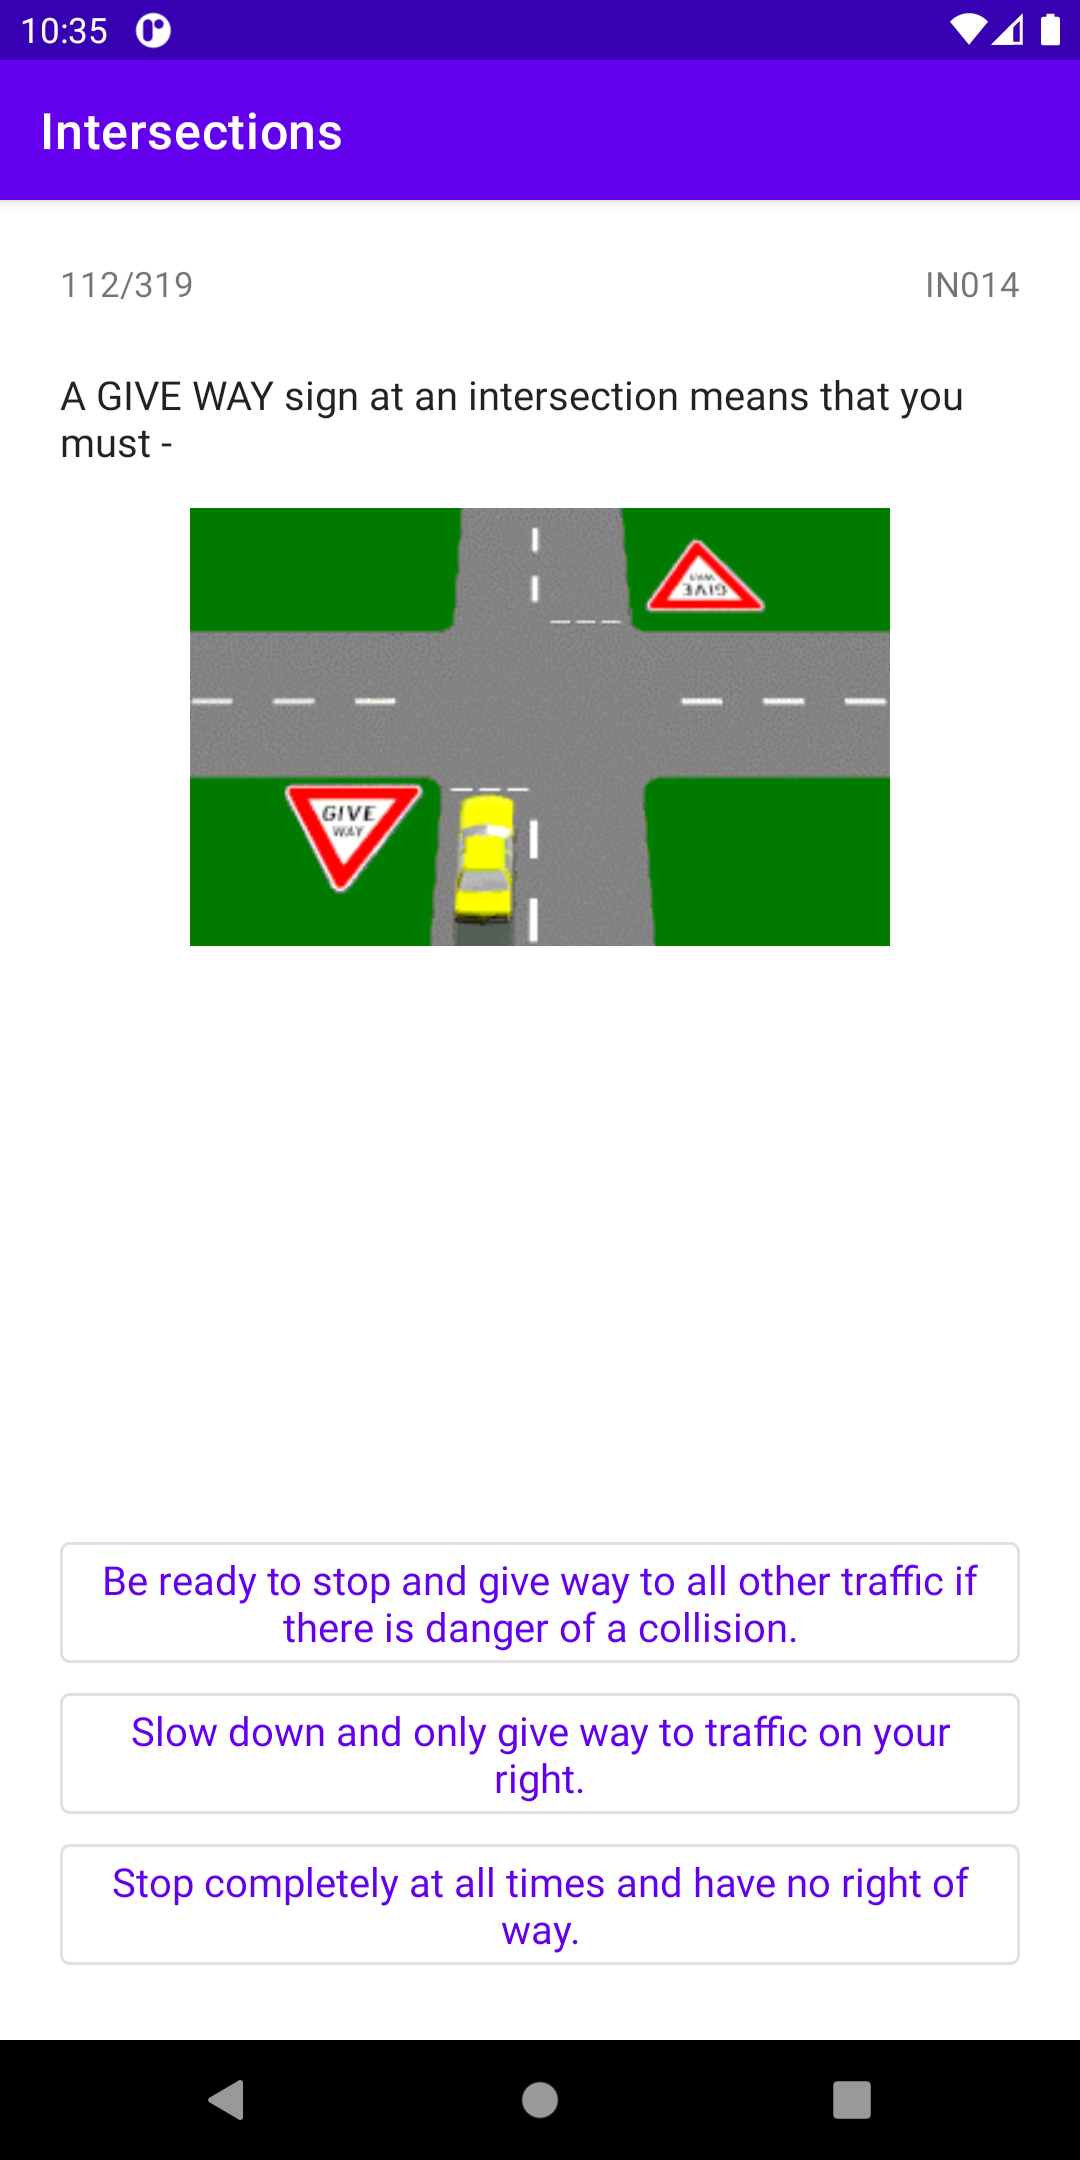 10:35
Intersections
112/319
IN014
A GIVE WAY sign at an intersection means that you
must -
GIVE
WAY
GIVE
WAY
Be ready to stop and give way to all other traffic if
there is danger of a collision.
Slow down and only give way to traffic on your
right.
Stop completely at all times and have no right of
way.